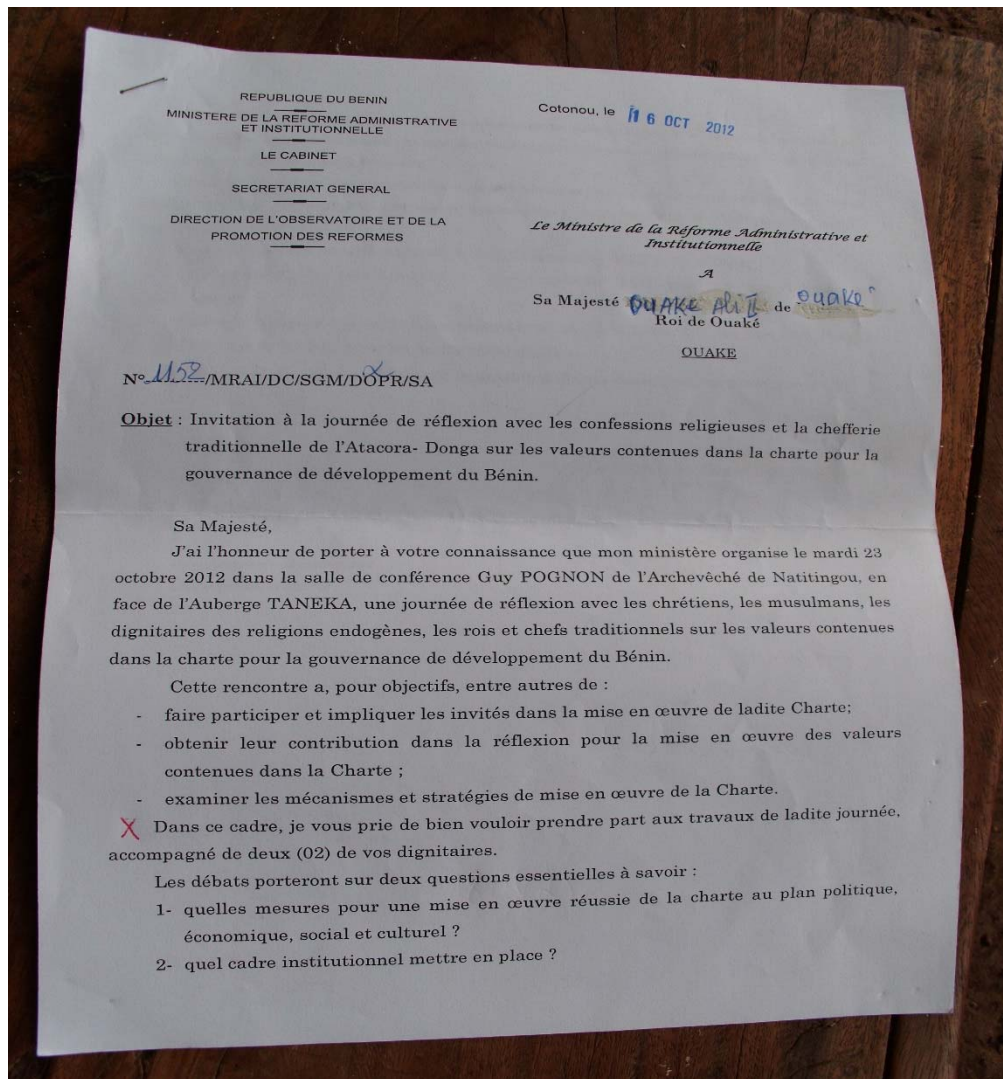 REPUBLIQUE DU BENIN
MINISTERE DE LA REFORME ADMINISTRATIVE
ET INSTITUTIONNELLE
LE CABINET
SECRETARIAT GENERAL
DIRECTION DE L'OBSERVATOIRE ET DE LA
PROMOTION DES REFORMES
Cotonou, le 16 OCT 2012
Le Ministre de la Réforme Administrative et
Institutionnelle
A
Sa Majesté OUAKE Ali II de Ouaké
Roi de Ouaké
OUAKE
N° 1152/MRAI/DC/SGM/DOPR/SA
Objet : Invitation à la journée de réflexion avec les confessions religieuses et la chefferie
traditionnelle de l'Atacora- Donga sur les valeurs contenues dans la charte pour la
gouvernance de développement du Bénin.
Sa Majesté,
J'ai l'honneur de porter à votre connaissance que mon ministère organise le mardi 23
octobre 2012 dans la salle de conférence Guy POGNON de l'Archevêché de Natitingou, en
face de l'Auberge TANEKA, une journée de réflexion avec les chrétiens, les musulmans, les
dignitaires des religions endogènes, les rois et chefs traditionnels sur les valeurs contenues
dans la charte pour la gouvernance de développement du Bénin.
Cette rencontre a, pour objectifs, entre autres de :
- faire participer et impliquer les invités dans la mise en œuvre de ladite Charte;
- obtenir leur contribution dans la réflexion pour la mise en œuvre des valeurs
contenues dans la Charte ;
- examiner les mécanismes et stratégies de mise en œuvre de la Charte.
X Dans ce cadre, je vous prie de bien vouloir prendre part aux travaux de ladite journée,
accompagné de deux (02) de vos dignitaires.
Les débats porteront sur deux questions essentielles à savoir :
1- quelles mesures pour une mise en œuvre réussie de la charte au plan politique,
économique, social et culturel ?
2- quel cadre institutionnel mettre en place ?